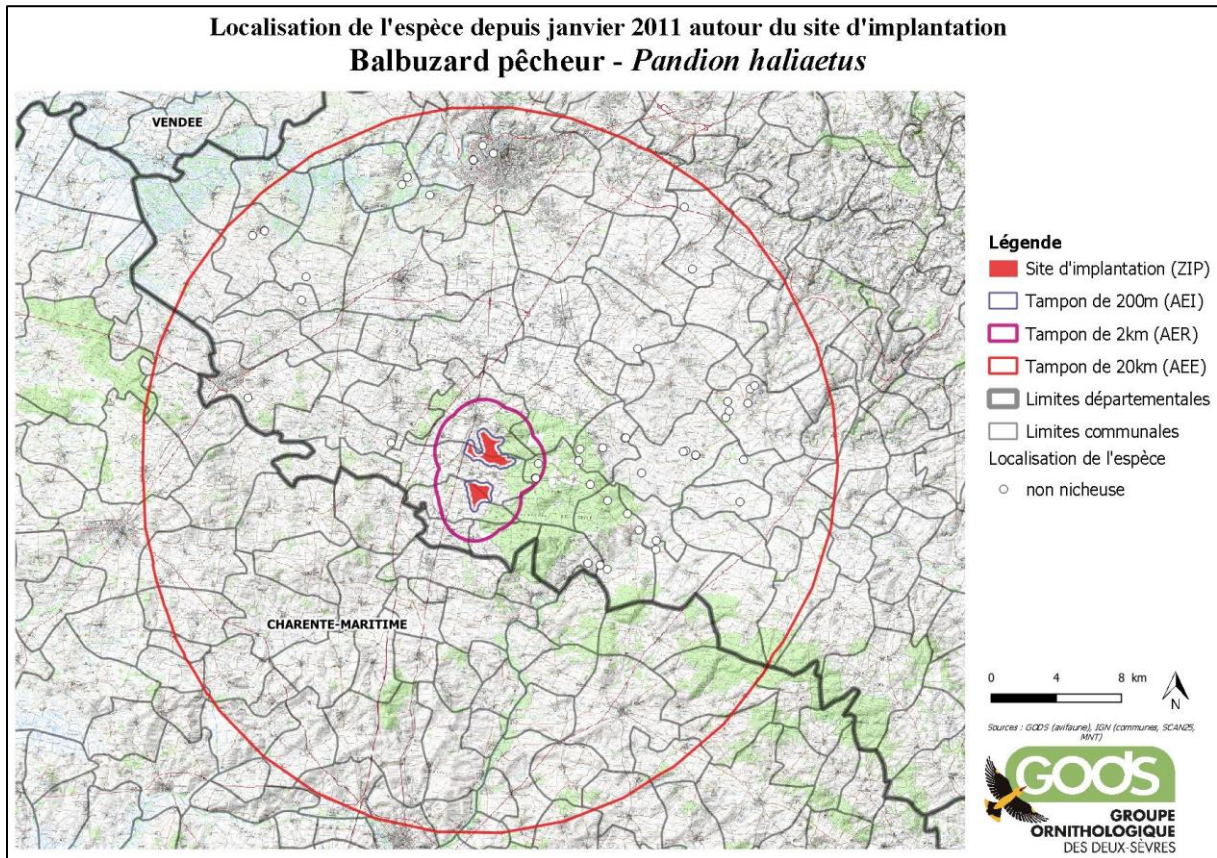 Localisation de l'espèce depuis janvier 2011 autour du site d'implantation
Balbuzard pêcheur - Pandion haliaetus
VENDEE
CHARENTE-MARITIME
Légende
Site d'implantation (ZIP)
Tampon de 200m (AEI)
Tampon de 2km (AER)
Tampon de 20km (AEE)
Limites départementales
Limites communales
Localisation de l'espèce
non nicheuse
0 4 8 km
N
Sources : GODS (avifaune), IGN (communes, SCAN25,
MNT)
GODS
GROUPE
ORNITHOLOGIQUE
DES DEUX-SÈVRES